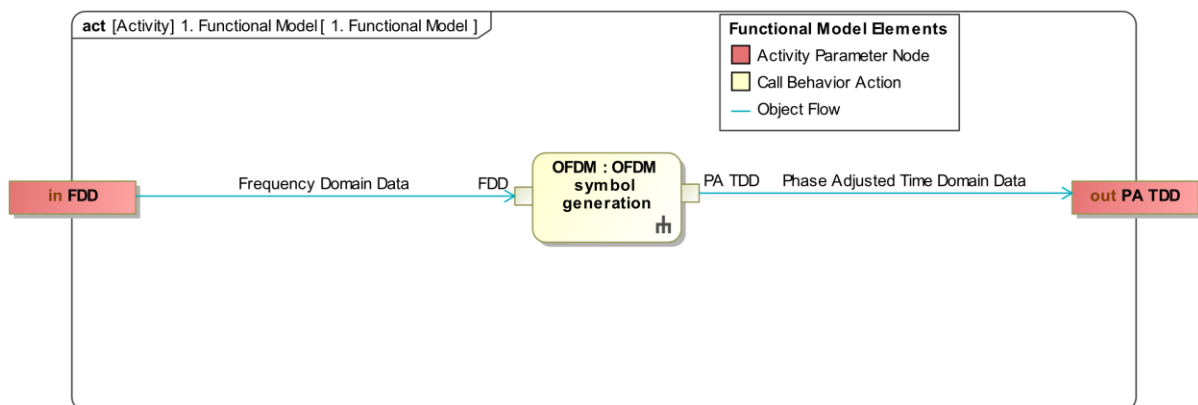 act [Activity] 1. Functional Model[ 1. Functional Model ]
Functional Model Elements
Activity Parameter Node
Call Behavior Action
Object Flow
in FDD
Frequency Domain Data
FDD
OFDM : OFDM
symbol
generation
PA TDD
Phase Adjusted Time Domain Data
out PA TDD